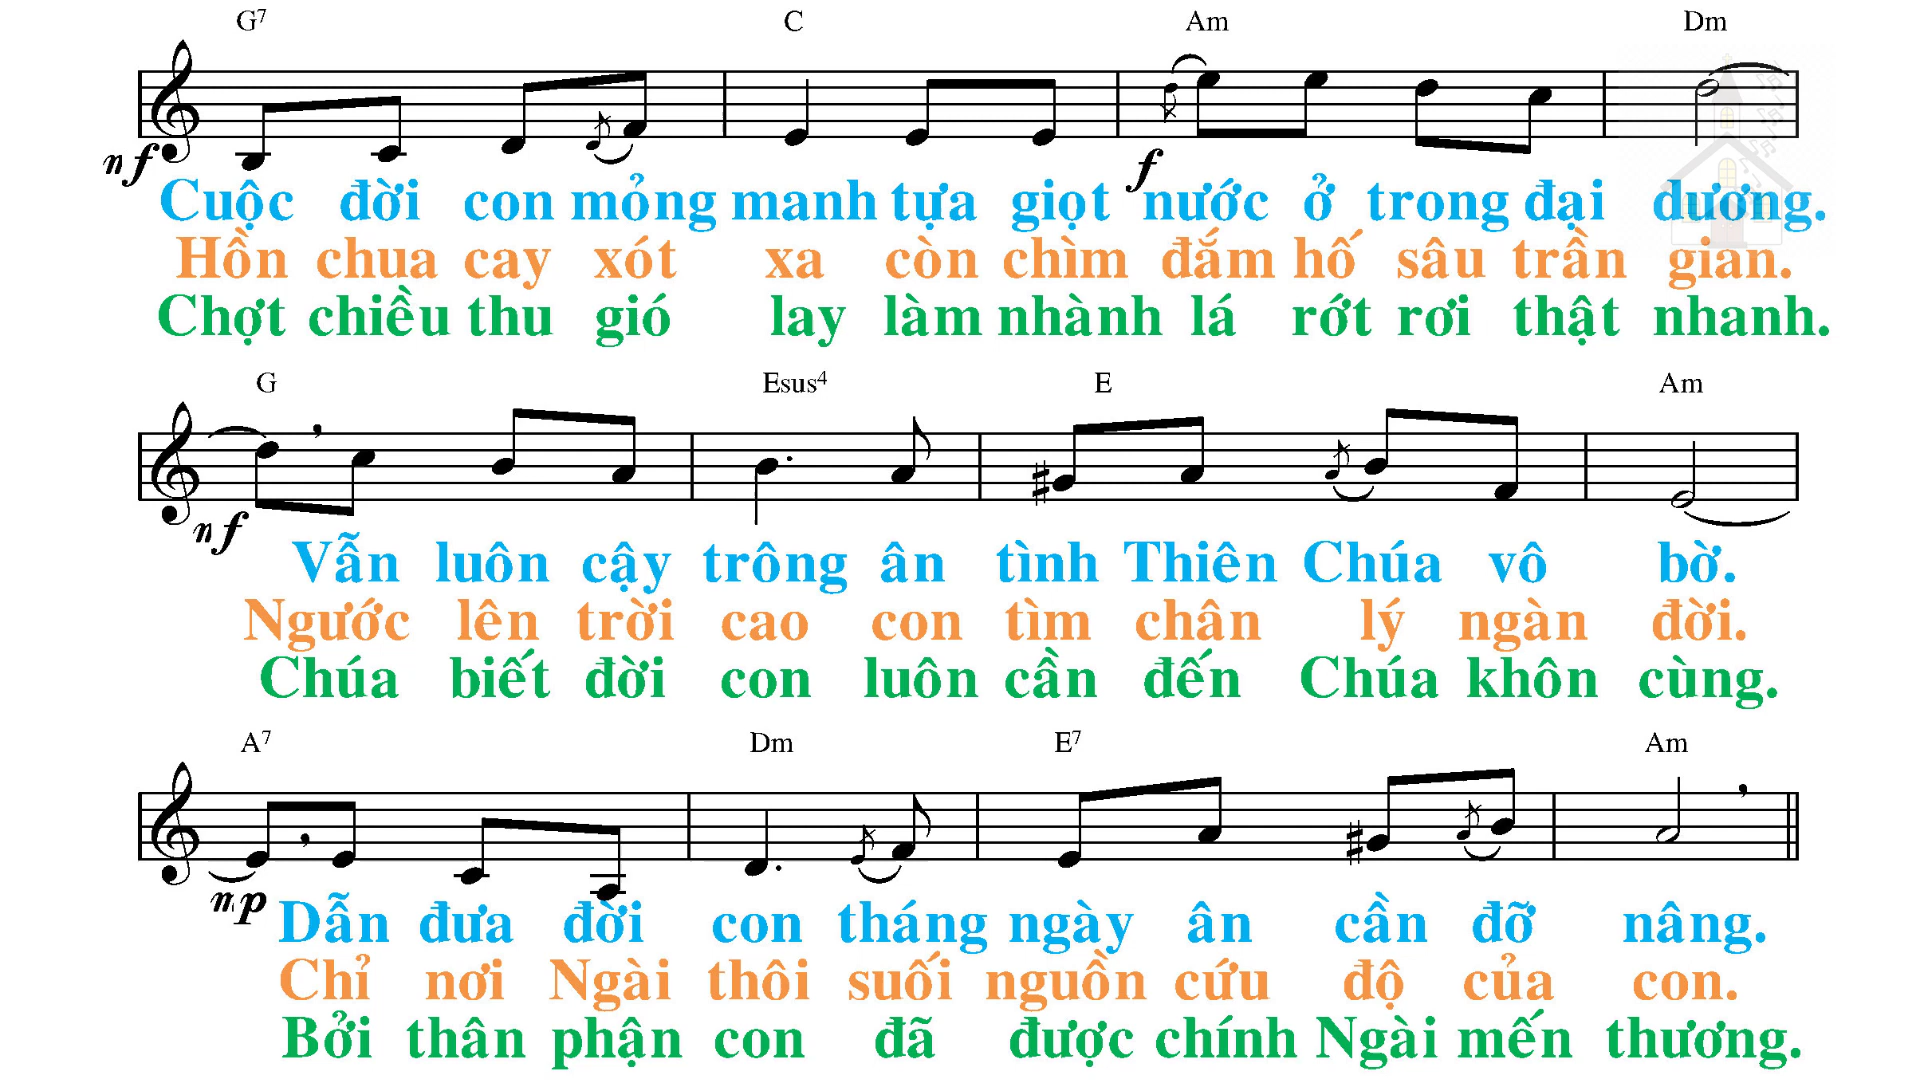 G7 C Am Dm
mf f
Cuộc đời con mỏng manh tựa giọt nước ở trong đại dương.
Hồn chua cay xót xa còn chìm đắm hố sâu trần gian.
Chợt chiều thu gió lay làm nhành lá rớt rơi thật nhanh.
G Esus4 E Am
mf
Vẫn luôn cậy trông ân tình Thiên Chúa vô bờ.
Ngước lên trời cao con tìm chân lý ngàn đời.
Chúa biết đời con luôn cần đến Chúa khôn cùng.
A7 Dm E7 Am
mp
Dẫn đưa đời con tháng ngày ân cần đỡ nâng.
Chỉ nơi Ngài thôi suối nguồn cứu độ của con.
Bởi thân phận con đã được chính Ngài mến thương.